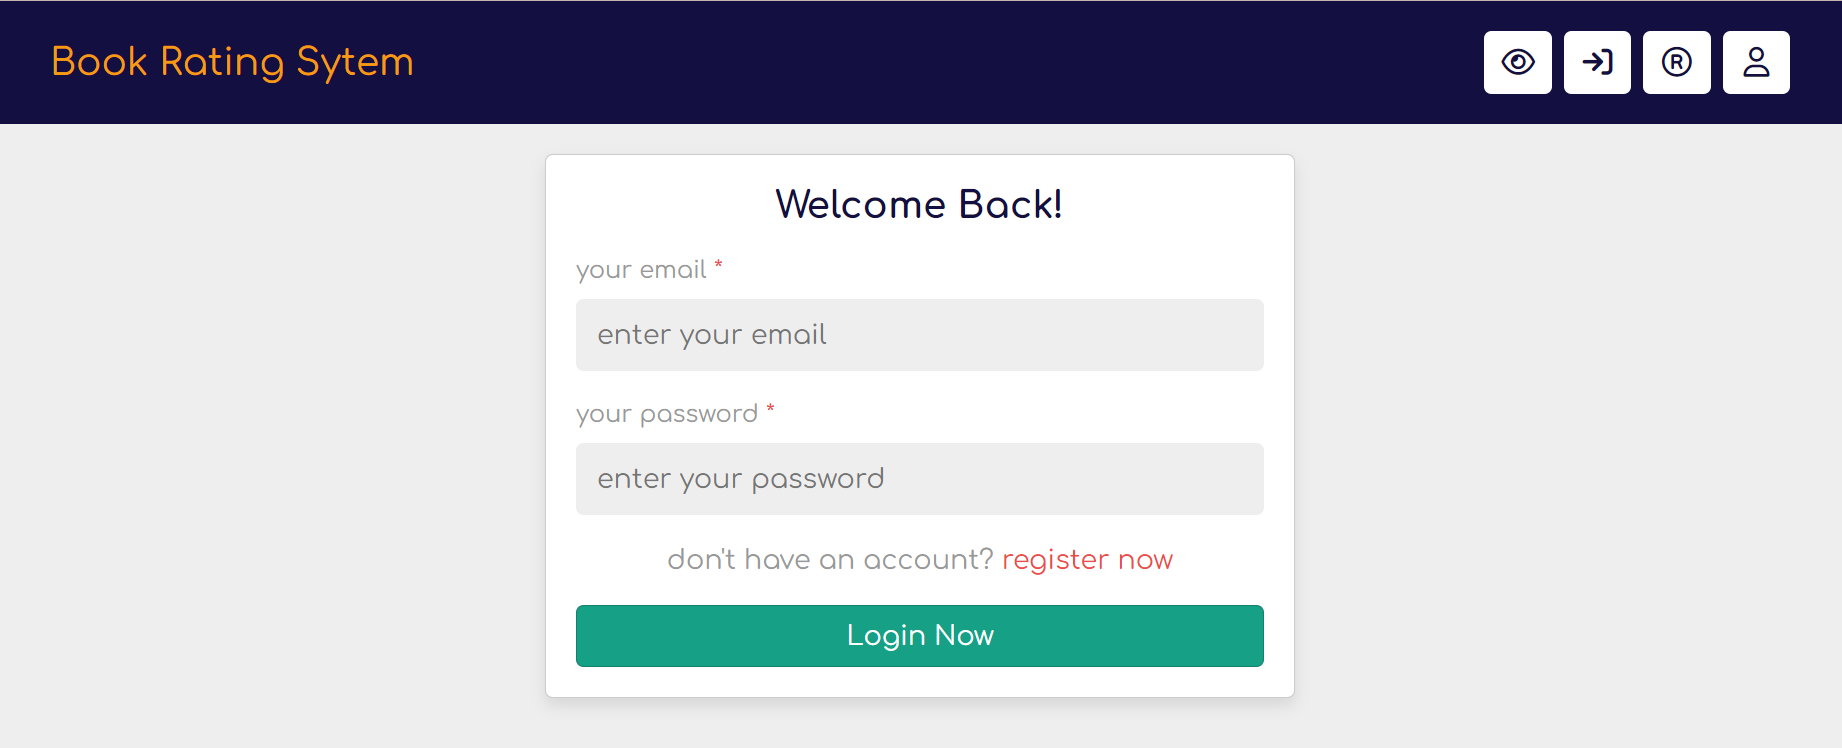 Book Rating Sytem
®
Welcome Back!
your email *
enter your email
your password *
enter your password
don't have an account? register now
Login Now